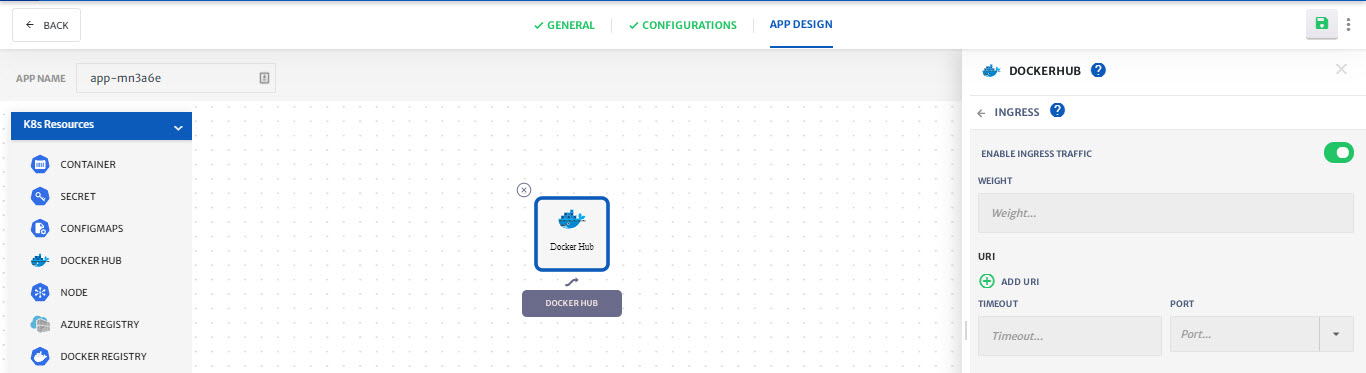 BACK
GENERAL
CONFIGURATIONS
APP DESIGN
APP NAME
app-mn3a6e
K8s Resources
CONTAINER
SECRET
CONFIGMAPS
DOCKER HUB
NODE
AZURE REGISTRY
DOCKER REGISTRY
Docker Hub
DOCKER HUB
DOCKERHUB ?
INGRESS ?
ENABLE INGRESS TRAFFIC
WEIGHT
Weight...
URI
ADD URI
TIMEOUT PORT
Timeout... Port...